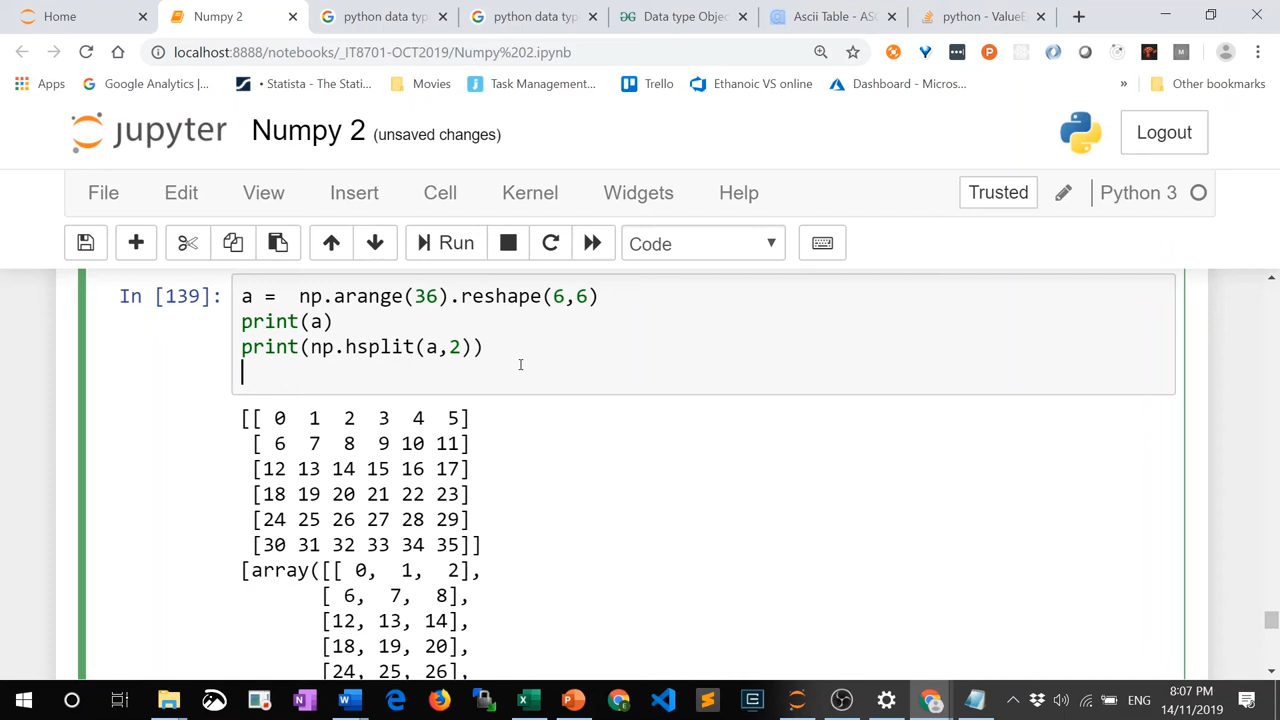 Home
Numpy 2
python data typ
python data typ
Data type Objec
Ascii Table - ASC
python - ValueE
localhost:8888/notebooks/_IT8701-OCT2019/Numpy%202.ipynb
Apps
Google Analytics |...
• Statista - The Stati...
Movies
Task Management...
Trello
Ethanoic VS online
Dashboard - Micros...
»
Other bookmarks
jupyter Numpy 2 (unsaved changes)
Logout
File Edit View Insert Cell Kernel Widgets Help
Trusted
Python 3
Run
Code
In [139]:
a =  np.arange(36).reshape(6,6)
print(a)
print(np.hsplit(a,2))
[[ 0  1  2  3  4  5]
 [ 6  7  8  9 10 11]
 [12 13 14 15 16 17]
 [18 19 20 21 22 23]
 [24 25 26 27 28 29]
 [30 31 32 33 34 35]]
[array([[ 0,  1,  2],
       [ 6,  7,  8],
       [12, 13, 14],
       [18, 19, 20],
       [24, 25, 26],
ENG
8:07 PM
14/11/2019